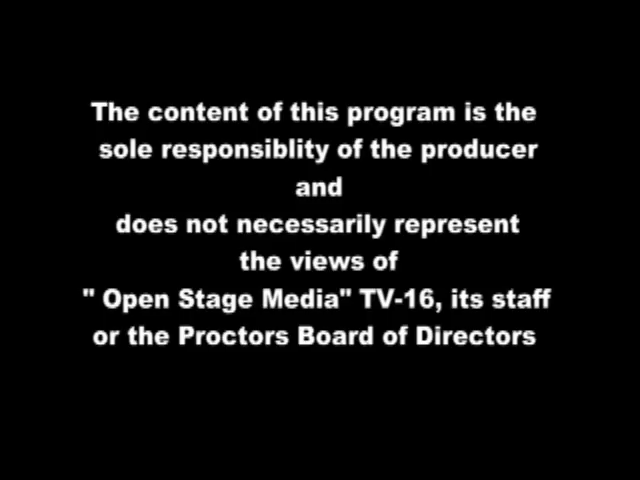 The content of this program is the
sole responsiblity of the producer
and
does not necessarily represent
the views of
" Open Stage Media" TV-16, its staff
or the Proctors Board of Directors